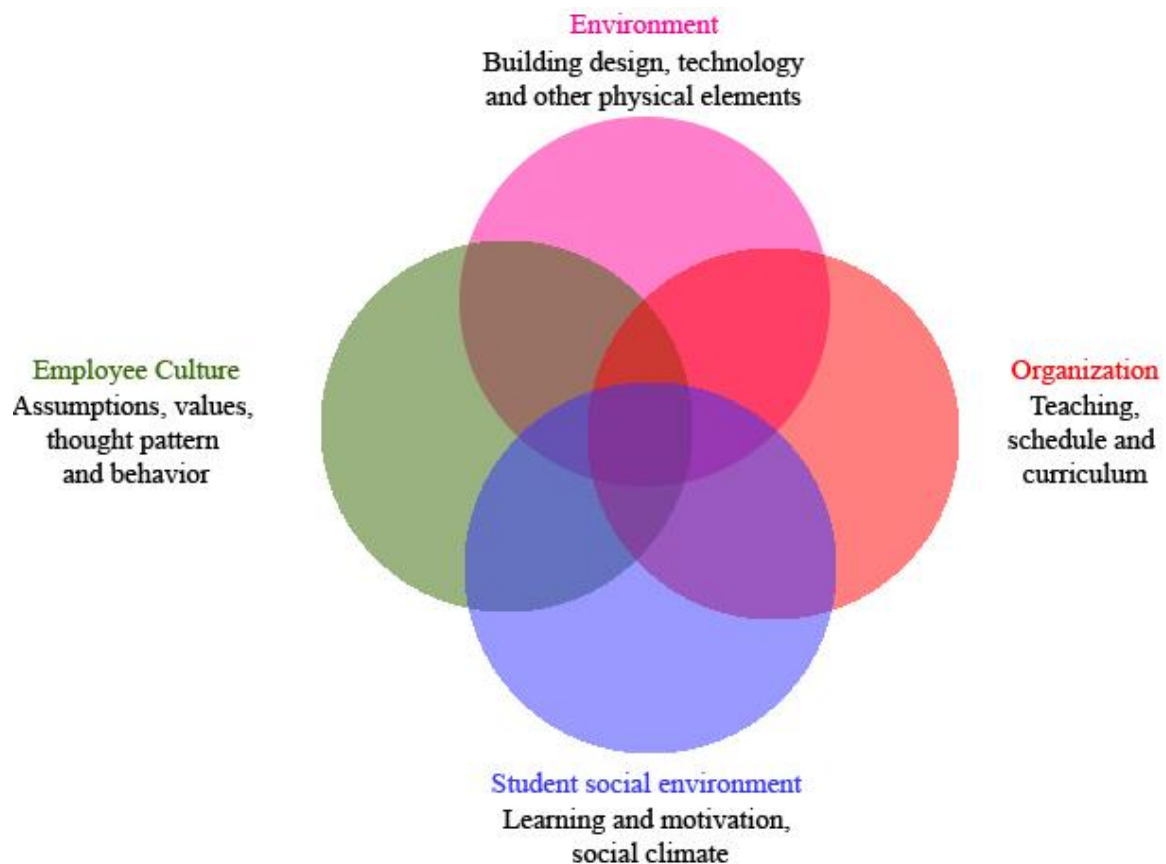 Environment
Building design, technology
and other physical elements
Employee Culture
Assumptions, values,
thought pattern
and behavior
Organization
Teaching,
schedule and
curriculum
Student social environment
Learning and motivation,
social climate